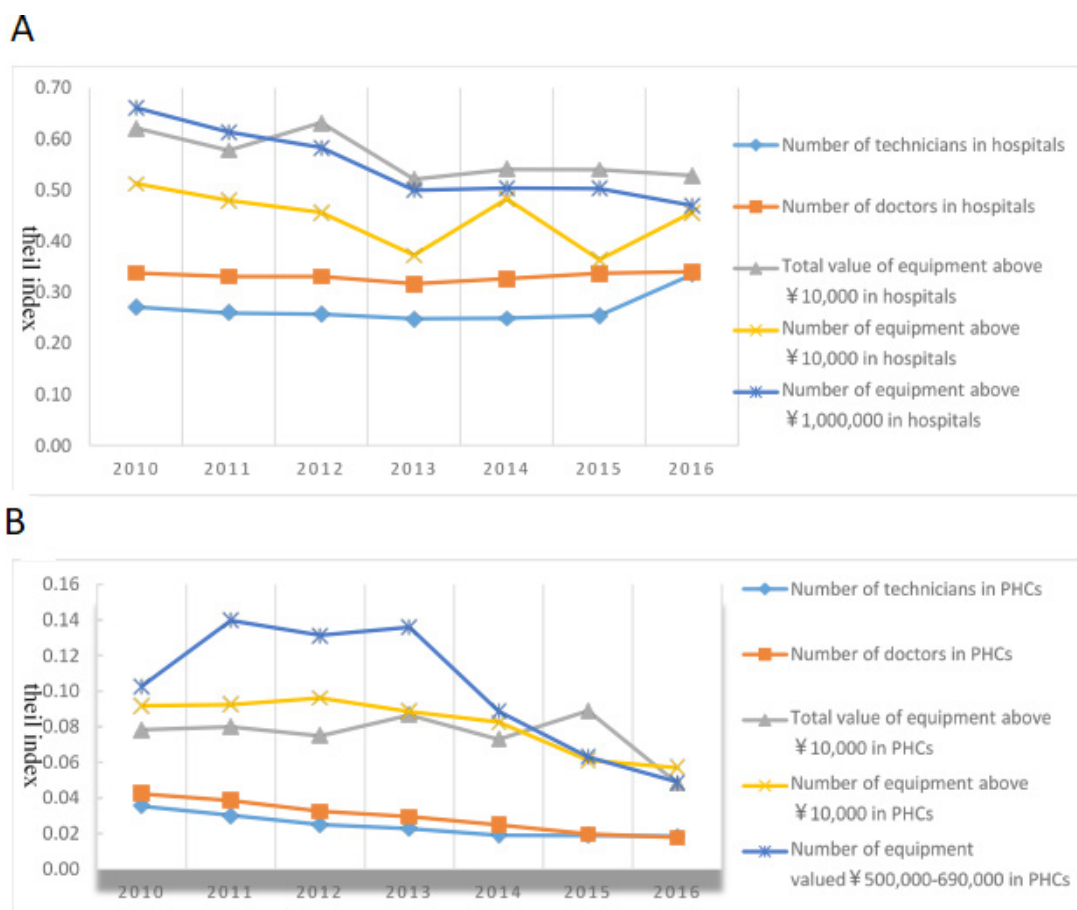 A
0.70
0.60
0.50
0.40
0.30
0.20
0.10
0.00
theil index
2010 2011 2012 2013 2014 2015 2016
Number of technicians in hospitals
Number of doctors in hospitals
Total value of equipment above
¥10,000 in hospitals
Number of equipment above
¥10,000 in hospitals
Number of equipment above
¥1,000,000 in hospitals
B
0.16
0.14
0.12
0.10
0.08
0.06
0.04
0.02
0.00
theil index
2010 2011 2012 2013 2014 2015 2016
Number of technicians in PHCs
Number of doctors in PHCs
Total value of equipment above
¥10,000 in PHCs
Number of equipment above
¥10,000 in PHCs
Number of equipment
valued ¥500,000-690,000 in PHCs